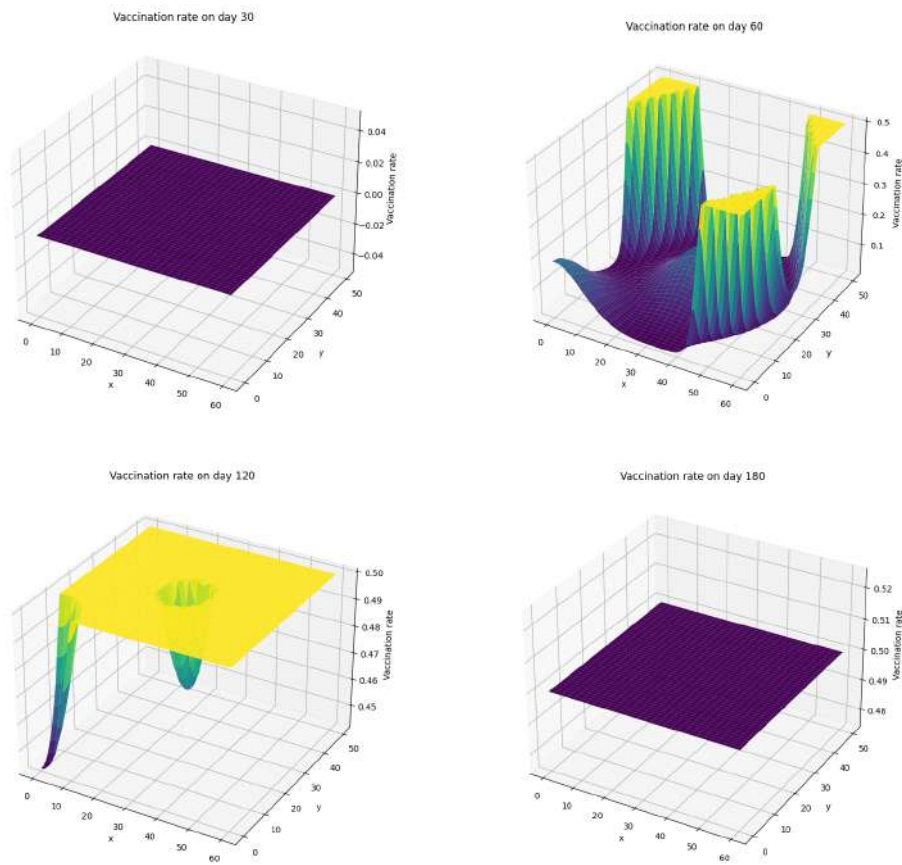 Vaccination rate on day 30
0.04
0.02
0.00
−0.02
−0.04
Vaccination rate
0 10 20 30 40 50 60
x
0 10 20 30 40 50
y
Vaccination rate on day 60
0.5
0.4
0.3
0.2
0.1
Vaccination rate
0 10 20 30 40 50 60
x
0 10 20 30 40 50
y
Vaccination rate on day 120
0.50
0.49
0.48
0.47
0.46
0.45
Vaccination rate
0 10 20 30 40 50 60
x
0 10 20 30 40 50
y
Vaccination rate on day 180
0.52
0.51
0.50
0.49
0.48
Vaccination rate
0 10 20 30 40 50 60
x
0 10 20 30 40 50
y